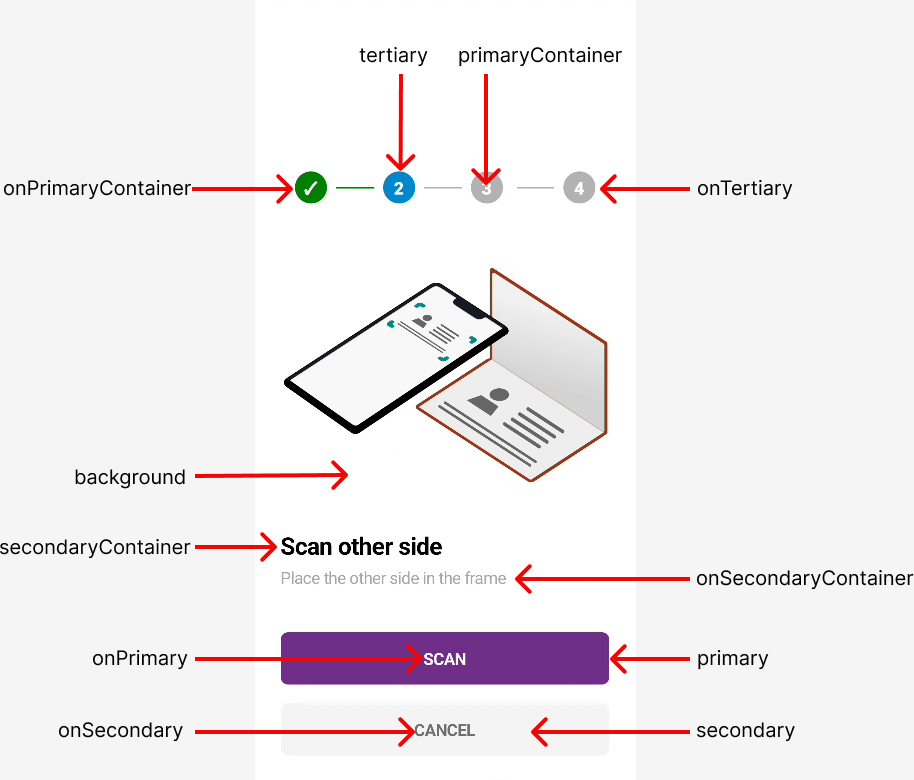 tertiary primaryContainer
onPrimaryContainer ✓ 2 3 4 onTertiary
background
secondaryContainer Scan other side
Place the other side in the frame onSecondaryContainer
onPrimary SCAN primary
onSecondary CANCEL secondary